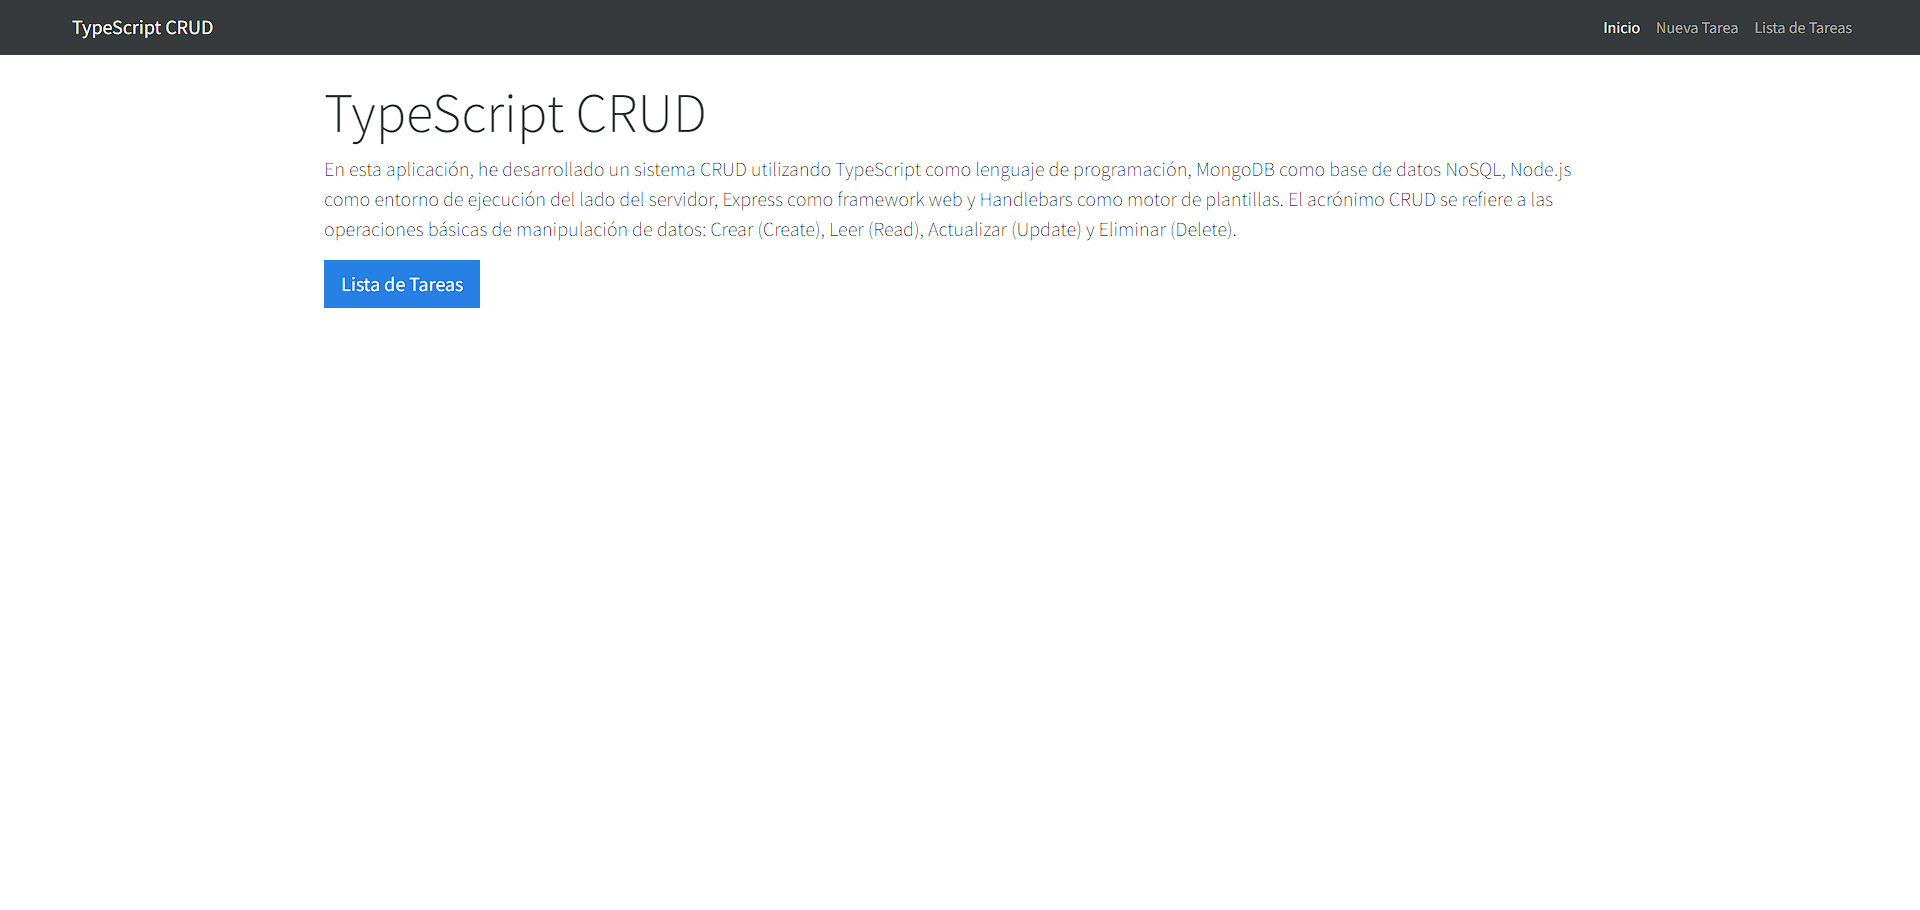 TypeScript CRUD
Inicio Nueva Tarea Lista de Tareas
TypeScript CRUD
En esta aplicación, he desarrollado un sistema CRUD utilizando TypeScript como lenguaje de programación, MongoDB como base de datos NoSQL, Node.js
como entorno de ejecución del lado del servidor, Express como framework web y Handlebars como motor de plantillas. El acrónimo CRUD se refiere a las
operaciones básicas de manipulación de datos: Crear (Create), Leer (Read), Actualizar (Update) y Eliminar (Delete).
Lista de Tareas